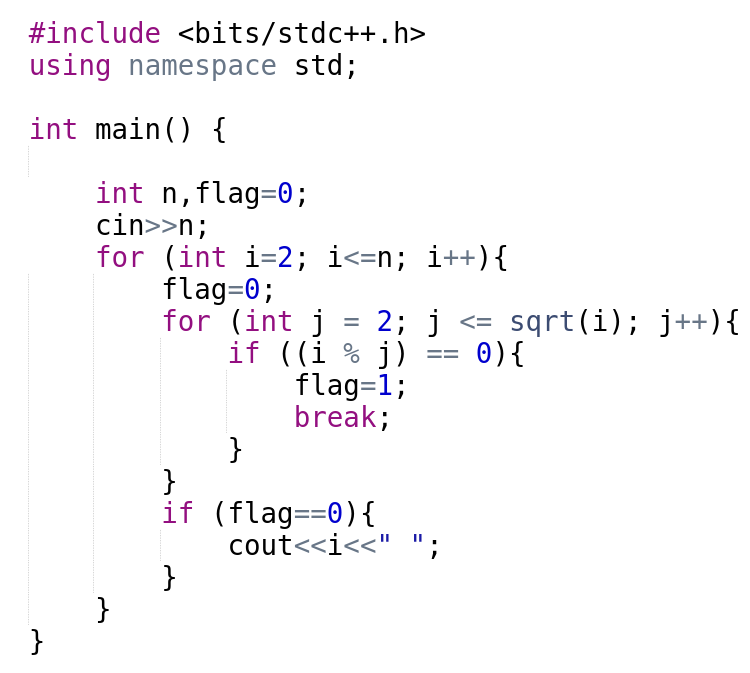 #include <bits/stdc++.h>
using namespace std;

int main() {

    int n,flag=0;
    cin>>n;
    for (int i=2; i<=n; i++){
        flag=0;
        for (int j = 2; j <= sqrt(i); j++){
            if ((i % j) == 0){
                flag=1;
                break;
            }
        }
        if (flag==0){
            cout<<i<<" ";
        }
    }
}